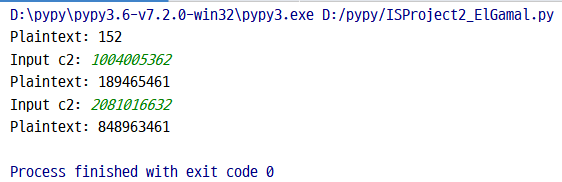 D:\pypy\pypy3.6-v7.2.0-win32\pypy3.exe D:/pypy/ISProject2_ElGamal.py
Plaintext: 152
Input c2: 1004005362
Plaintext: 189465461
Input c2: 2081016632
Plaintext: 848963461
Process finished with exit code 0